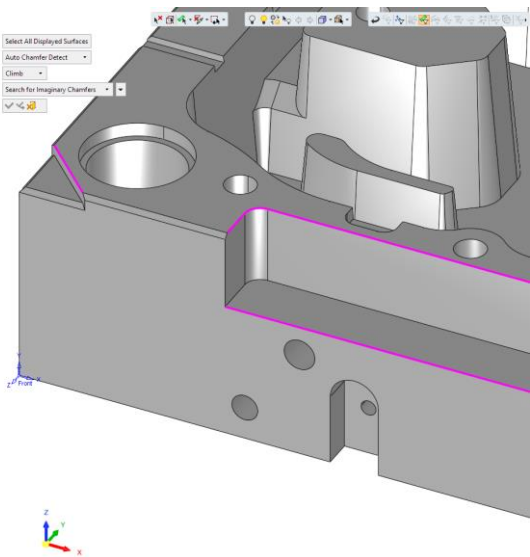 Select All Displayed Surfaces
Auto Chamfer Detect
Climb
Search for Imaginary Chamfers
Y
Z Front X
Z
Y
X